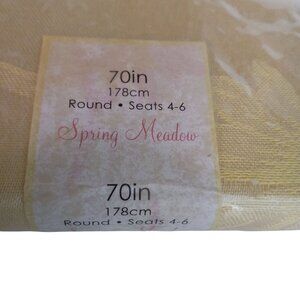 70in
178cm
Round • Seats 4-6
Spring Meadow
70in
178cm
Round • Seats 4-6